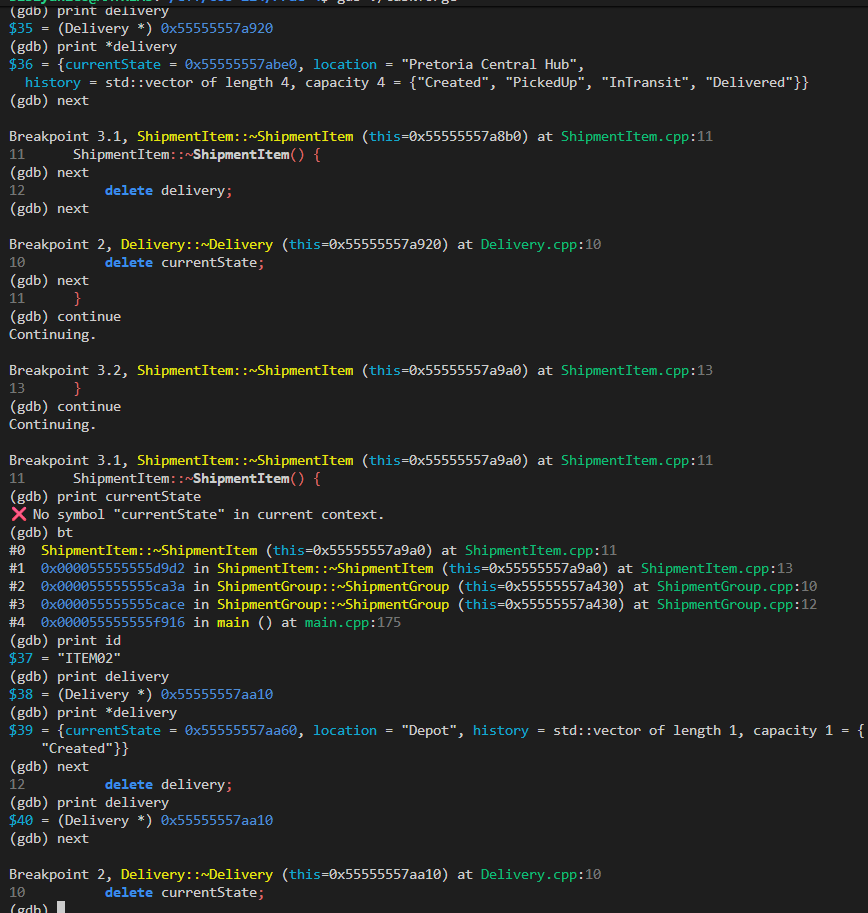 (gdb) print delivery
$35 = (Delivery *) 0x55555557a920
(gdb) print *delivery
$36 = {currentState = 0x55555557abe0, location = "Pretoria Central Hub",
  history = std::vector of length 4, capacity 4 = {"Created", "PickedUp", "InTransit", "Delivered"}}
(gdb) next
Breakpoint 3.1, ShipmentItem::~ShipmentItem (this=0x55555557a8b0) at ShipmentItem.cpp:11
11      ShipmentItem::~ShipmentItem() {
(gdb) next
12          delete delivery;
(gdb) next
Breakpoint 2, Delivery::~Delivery (this=0x55555557a920) at Delivery.cpp:10
10          delete currentState;
(gdb) next
11      }
(gdb) continue
Continuing.
Breakpoint 3.2, ShipmentItem::~ShipmentItem (this=0x55555557a9a0) at ShipmentItem.cpp:13
13      }
(gdb) continue
Continuing.
Breakpoint 3.1, ShipmentItem::~ShipmentItem (this=0x55555557a9a0) at ShipmentItem.cpp:11
11      ShipmentItem::~ShipmentItem() {
(gdb) print currentState
❌ No symbol "currentState" in current context.
(gdb) bt
#0  ShipmentItem::~ShipmentItem (this=0x55555557a9a0) at ShipmentItem.cpp:11
#1  0x000055555555d9d2 in ShipmentItem::~ShipmentItem (this=0x55555557a9a0) at ShipmentItem.cpp:13
#2  0x000055555555ca3a in ShipmentGroup::~ShipmentGroup (this=0x55555557a430) at ShipmentGroup.cpp:10
#3  0x000055555555cace in ShipmentGroup::~ShipmentGroup (this=0x55555557a430) at ShipmentGroup.cpp:12
#4  0x000055555555f916 in main () at main.cpp:175
(gdb) print id
$37 = "ITEM02"
(gdb) print delivery
$38 = (Delivery *) 0x55555557aa10
(gdb) print *delivery
$39 = {currentState = 0x55555557aa60, location = "Depot", history = std::vector of length 1, capacity 1 = {
    "Created"}}
(gdb) next
12          delete delivery;
(gdb) print delivery
$40 = (Delivery *) 0x55555557aa10
(gdb) next
Breakpoint 2, Delivery::~Delivery (this=0x55555557aa10) at Delivery.cpp:10
10          delete currentState;
(gdb)